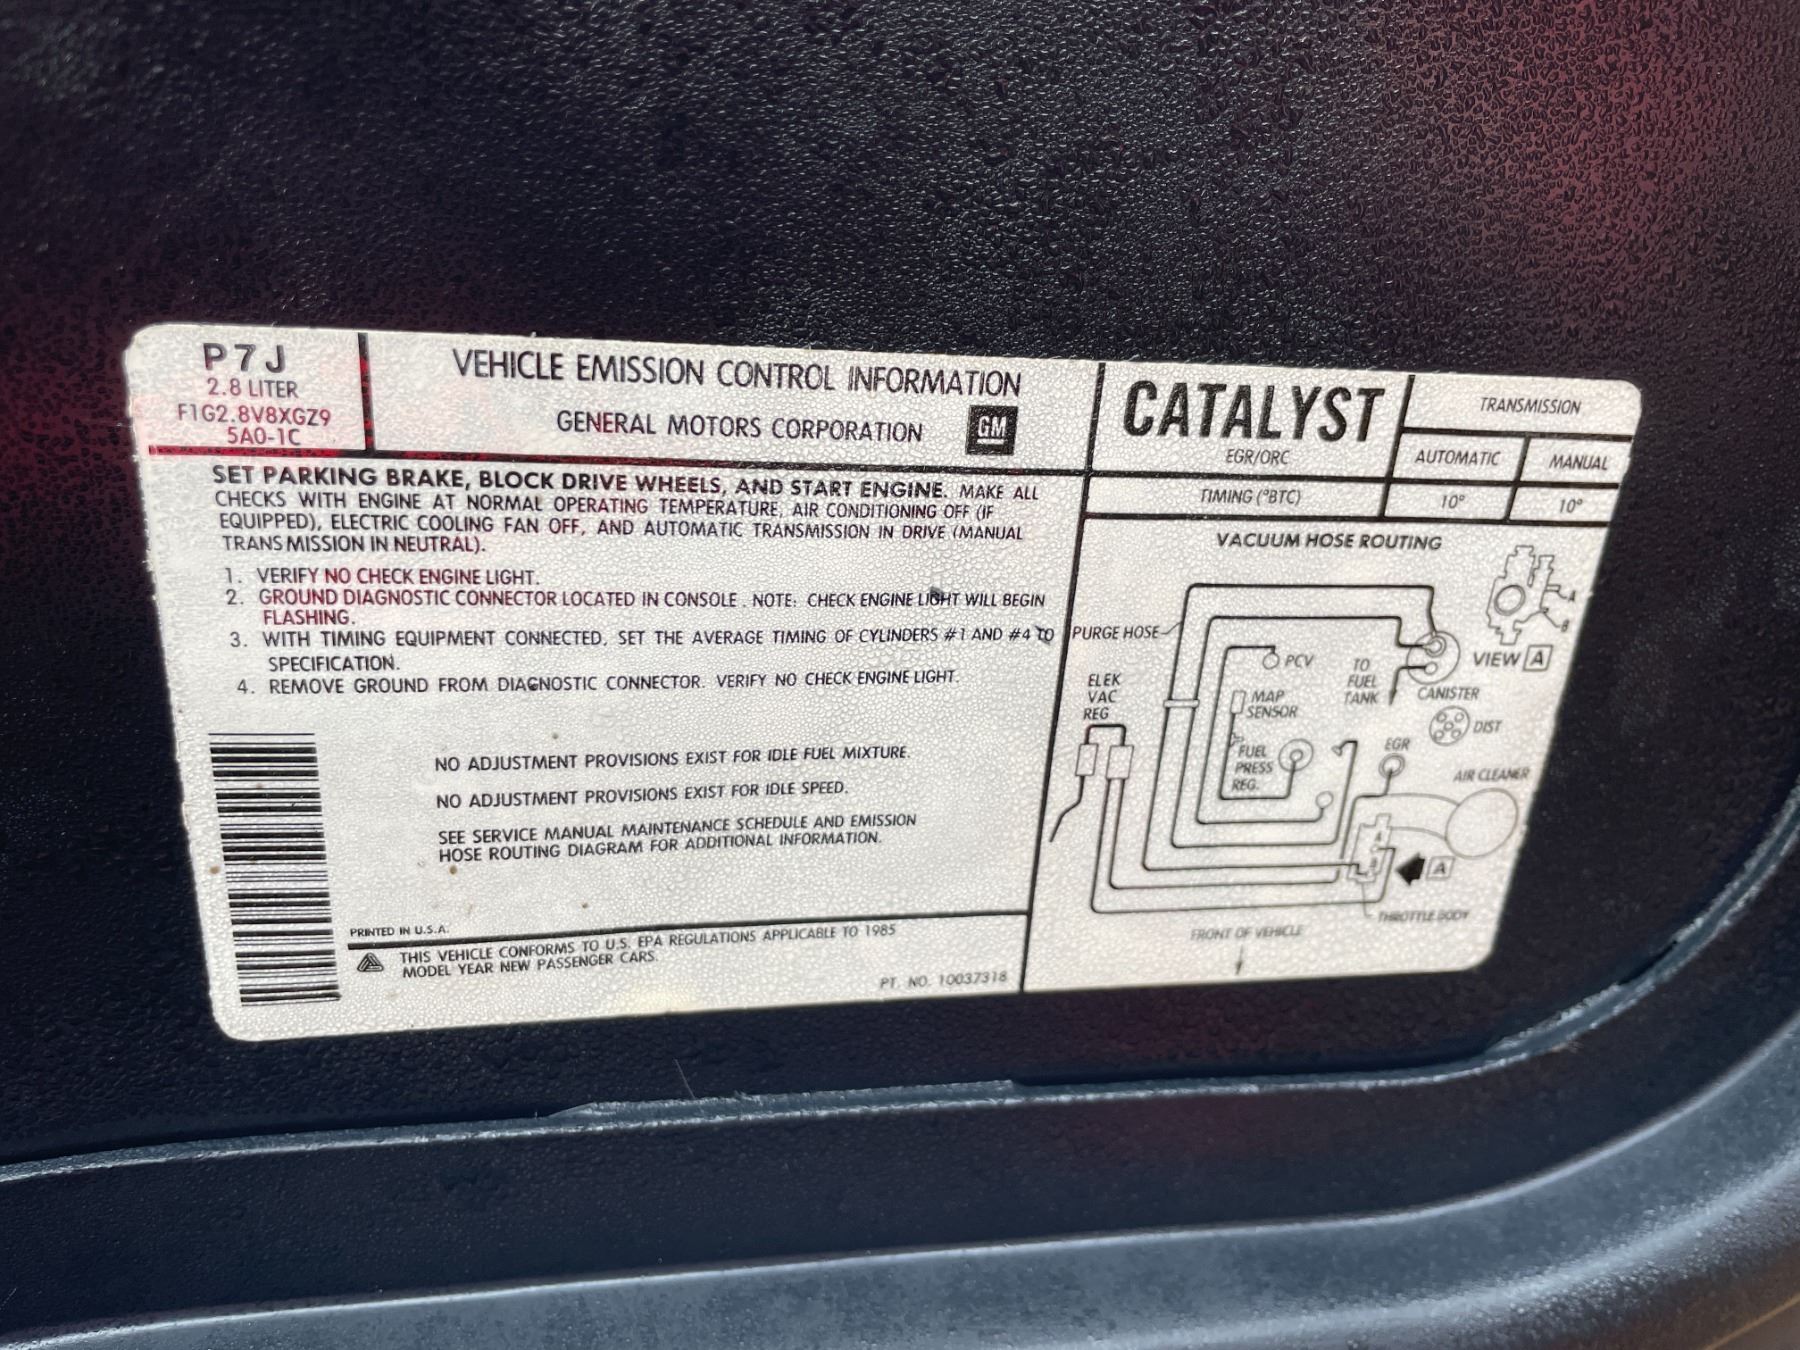 P7J
2.8 LITER
F1G2.8V8XGZ9
5A0-1C
VEHICLE EMISSION CONTROL INFORMATION
GENERAL MOTORS CORPORATION
GM
CATALYST
EGR/ORC
TRANSMISSION
AUTOMATIC
MANUAL
TIMING (°BTC)
10°
10°
SET PARKING BRAKE, BLOCK DRIVE WHEELS, AND START ENGINE. MAKE ALL
CHECKS WITH ENGINE AT NORMAL OPERATING TEMPERATURE, AIR CONDITIONING OFF (IF
EQUIPPED), ELECTRIC COOLING FAN OFF, AND AUTOMATIC TRANSMISSION IN DRIVE (MANUAL
TRANSMISSION IN NEUTRAL).
1. VERIFY NO CHECK ENGINE LIGHT.
2. GROUND DIAGNOSTIC CONNECTOR LOCATED IN CONSOLE. NOTE: CHECK ENGINE LIGHT WILL BEGIN
FLASHING.
3. WITH TIMING EQUIPMENT CONNECTED, SET THE AVERAGE TIMING OF CYLINDERS #1 AND #4 TO
SPECIFICATION.
4. REMOVE GROUND FROM DIAGNOSTIC CONNECTOR. VERIFY NO CHECK ENGINE LIGHT.
NO ADJUSTMENT PROVISIONS EXIST FOR IDLE FUEL MIXTURE.
NO ADJUSTMENT PROVISIONS EXIST FOR IDLE SPEED.
SEE SERVICE MANUAL MAINTENANCE SCHEDULE AND EMISSION
HOSE ROUTING DIAGRAM FOR ADDITIONAL INFORMATION.
PRINTED IN U.S.A.
THIS VEHICLE CONFORMS TO U.S. EPA REGULATIONS APPLICABLE TO 1985
MODEL YEAR NEW PASSENGER CARS.
PT. NO. 10037318
VACUUM HOSE ROUTING
A
B
VIEW A
PURGE HOSE
PCV
TO
FUEL
TANK
CANISTER
ELEK
VAC
REG
MAP
SENSOR
DIST
FUEL
PRESS
REG.
EGR
AIR CLEANER
A
B
A
THROTTLE BODY
FRONT OF VEHICLE